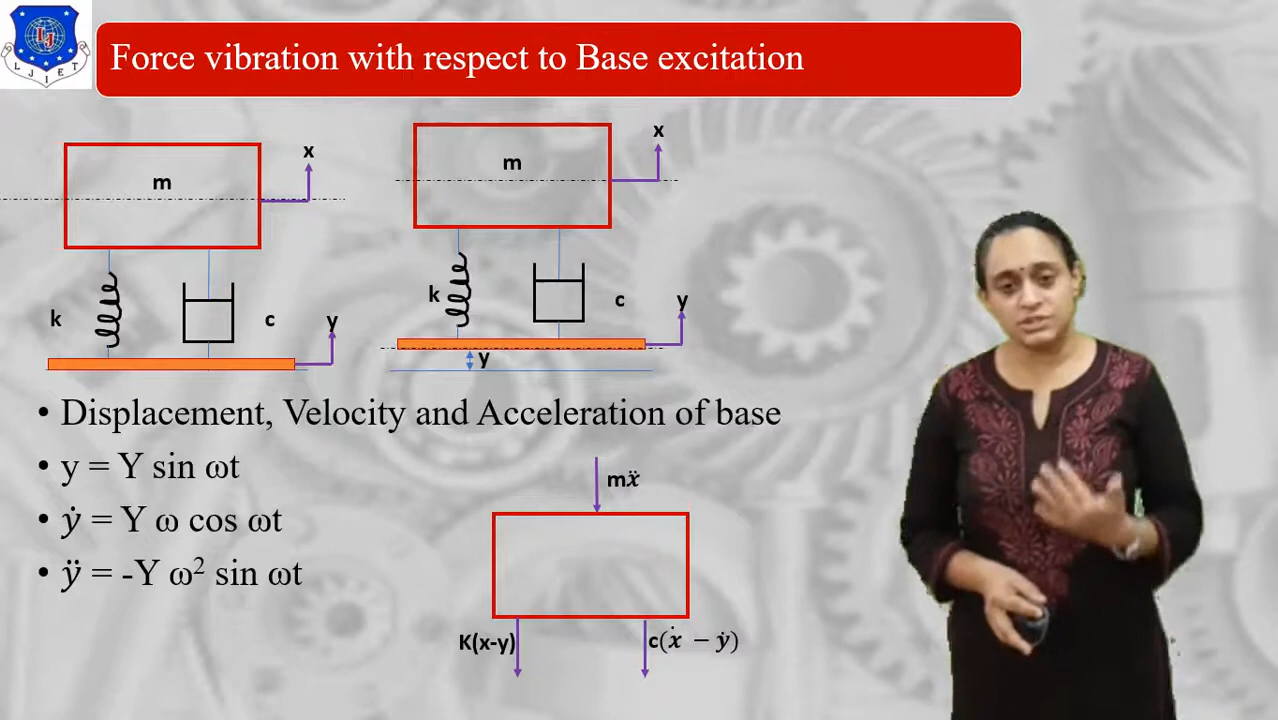 LJIET
Force vibration with respect to Base excitation
m
x
k
c
y
m
x
k
c
y
y
• Displacement, Velocity and Acceleration of base
• y = Y sin ωt
• ẏ = Y ω cos ωt
• ÿ = -Y ω² sin ωt
mẍ
K(x-y)
c(ẋ − ẏ)